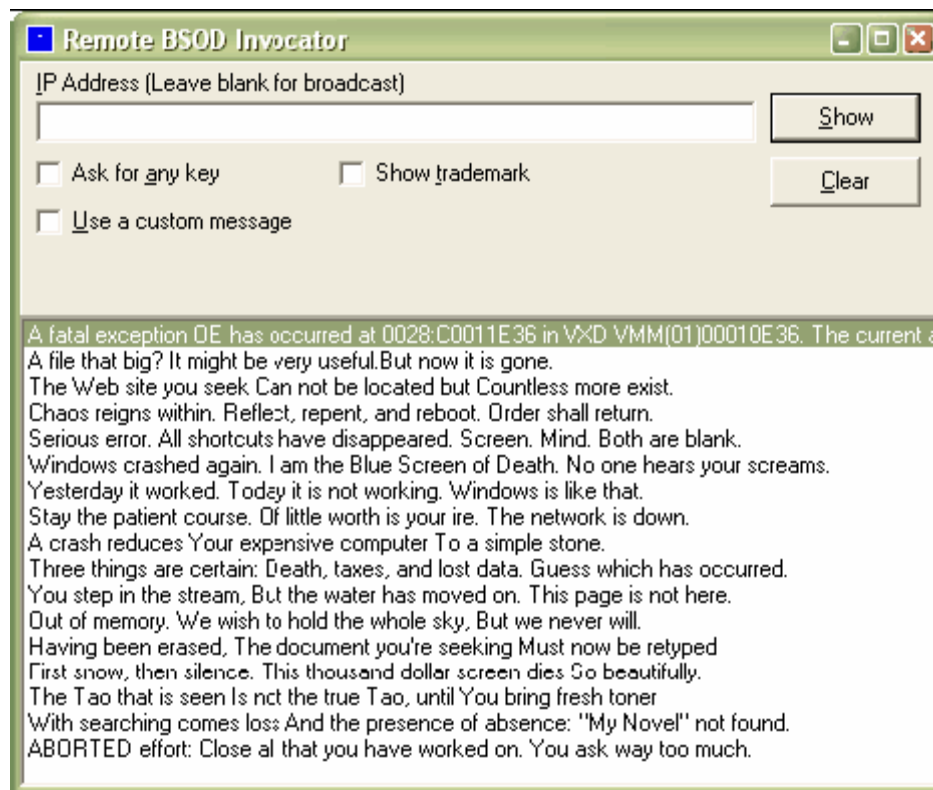 Remote BSOD Invocator
IP Address (Leave blank for broadcast)
Show
Ask for any key
Show trademark
Clear
Use a custom message
A fatal exception OE has occurred at 0028:C0011E36 in VXD VMM(01)00010E36. The current a
A file that big? It might be very useful.But now it is gone.
The Web site you seek Can not be located but Countless more exist.
Chaos reigns within. Reflect, repent, and reboot. Order shall return.
Serious error. All shortcuts have disappeared. Screen. Mind. Both are blank.
Windows crashed again. I am the Blue Screen of Death. No one hears your screams.
Yesterday it worked. Today it is not working. Windows is like that.
Stay the patient course. Of little worth is your ire. The network is down.
A crash reduces Your expensive computer To a simple stone.
Three things are certain: Death, taxes, and lost data. Guess which has occurred.
You step in the stream, But the water has moved on. This page is not here.
Out of memory. We wish to hold the whole sky, But we never will.
Having been erased, The document you're seeking Must now be retyped
First snow, then silence. This thousand dollar screen dies So beautifully.
The Tao that is seen Is not the true Tao, until You bring fresh toner
With searching comes loss And the presence of absence: "My Novel" not found.
ABORTED effort: Close al that you have worked on. You ask way too much.